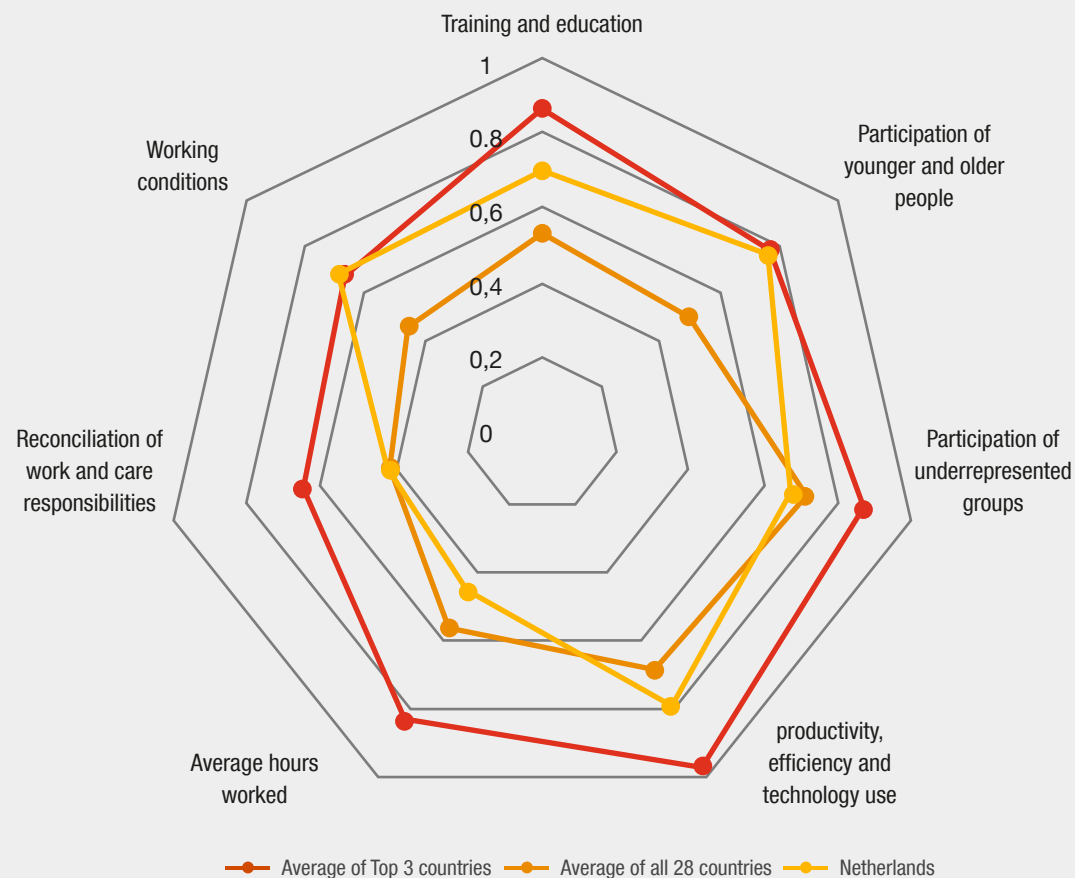 Training and education
1
0.8
0,6
0,4
0,2
0
Participation of
younger and older
people
Participation of
underrepresented
groups
productivity,
efficiency and
technology use
Average hours
worked
Reconciliation of
work and care
responsibilities
Working
conditions
Average of Top 3 countries Average of all 28 countries Netherlands